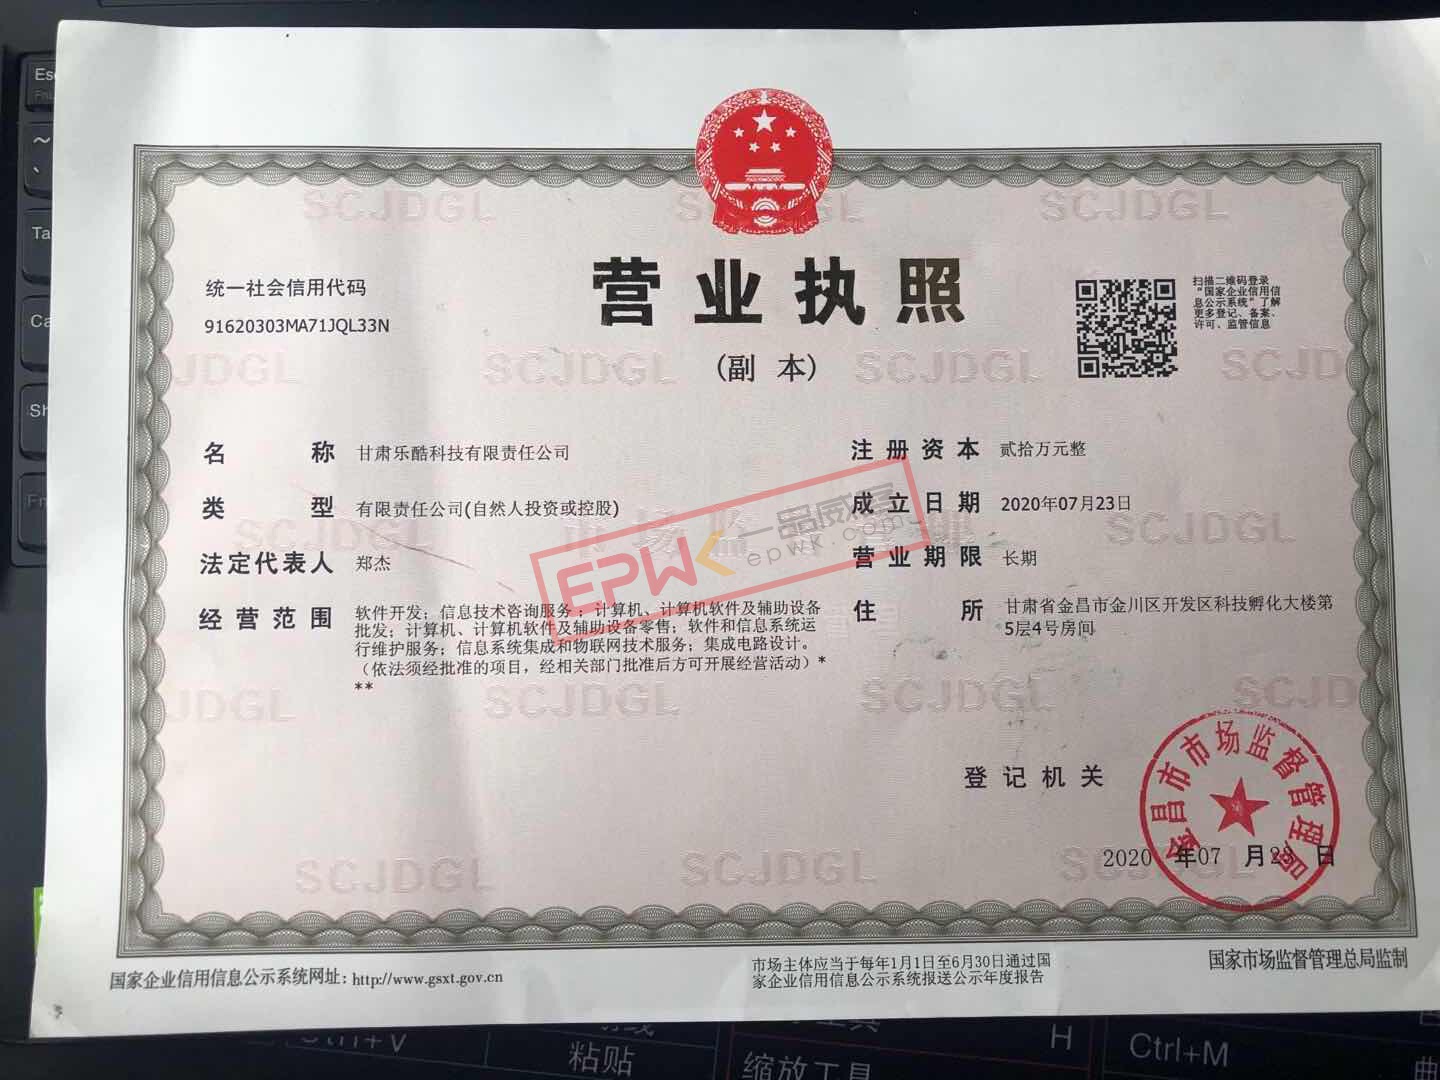 营业执照
(副 本)
统一社会信用代码
91620303MA71JQL33N
扫描二维码登录
“国家企业信用信
息公示系统”了解
更多登记、备案、
许可、监管信息
名 称 甘肃乐酷科技有限责任公司
类 型 有限责任公司(自然人投资或控股)
法定代表人 郑杰
经营范围 软件开发；信息技术咨询服务；计算机、计算机软件及辅助设备
批发；计算机、计算机软件及辅助设备零售；软件和信息系统运
行维护服务；信息系统集成和物联网技术服务；集成电路设计。
（依法须经批准的项目，经相关部门批准后方可开展经营活动）*
**
注册资本 贰拾万元整
成立日期 2020年07月23日
营业期限 长期
住 所 甘肃省金昌市金川区开发区科技孵化大楼第
5层4号房间
EPWK一品威客
epwk.com
登记机关
金昌市市场监督管理局
2020 年07 月23 日
国家企业信用信息公示系统网址：http://www.gsxt.gov.cn
市场主体应当于每年1月1日至6月30日通过国
家企业信用信息公示系统报送公示年度报告
国家市场监督管理总局监制
SCJDGL
SCJDGL
SCJDGL
SCJDGL
SCJDGL
SCJDGL
SCJDGL
SCJDGL
SCJDGL
SCJDGL
Ctrl+V
粘贴
缩放工具
H
Ctrl+M